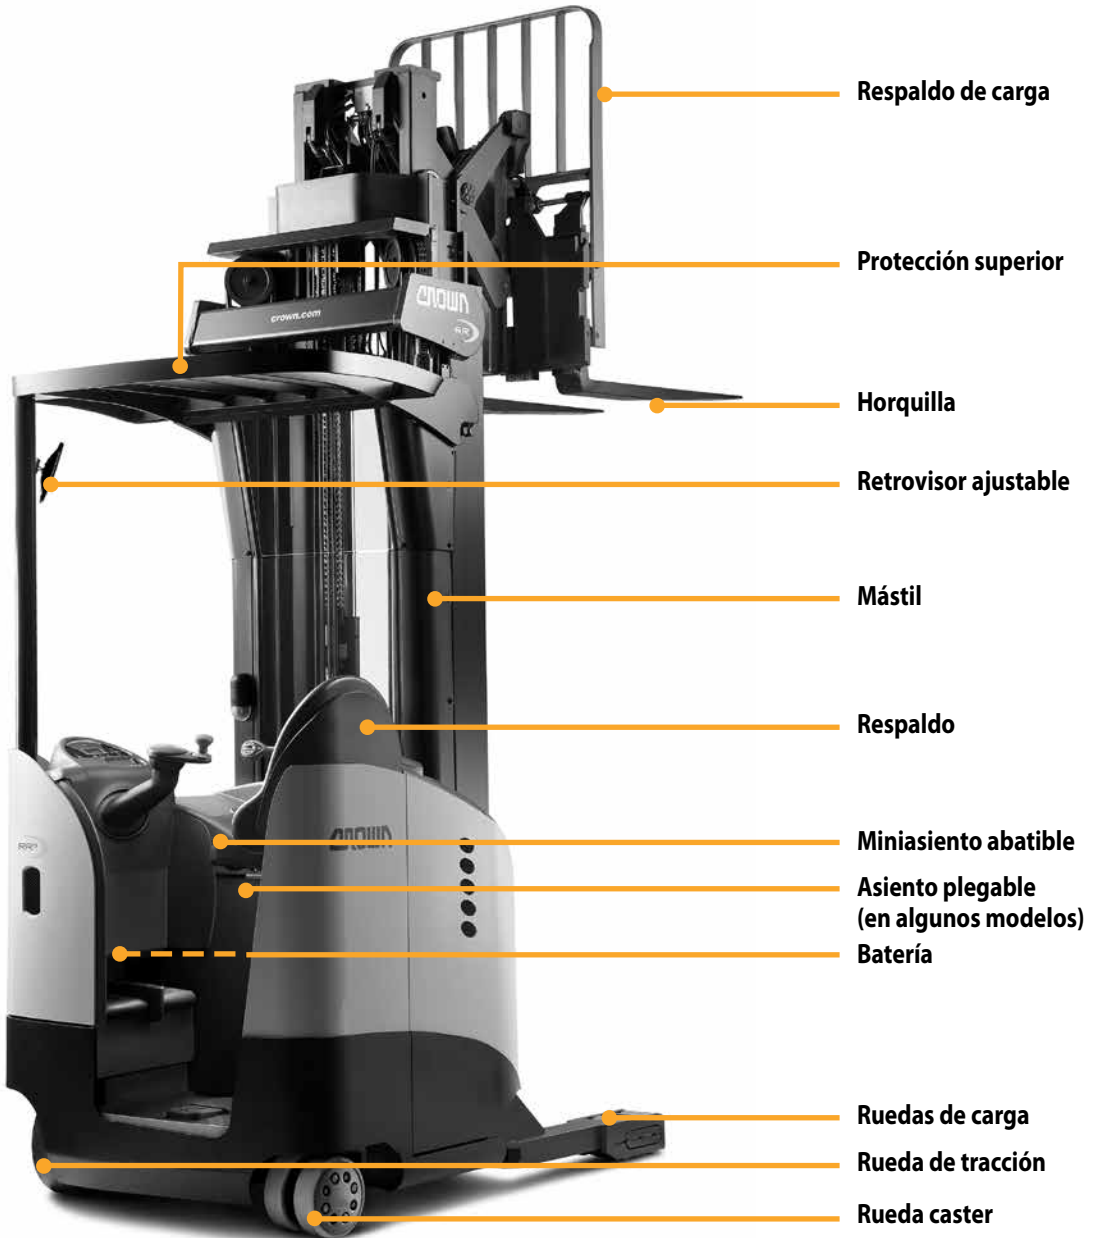 Respaldo de carga
Protección superior
CROWN
crown.com
Horquilla
Retrovisor ajustable
Mástil
Respaldo
CROWN
Miniasiento abatible
Asiento plegable
(en algunos modelos)
Batería
Ruedas de carga
Rueda de tracción
Rueda caster